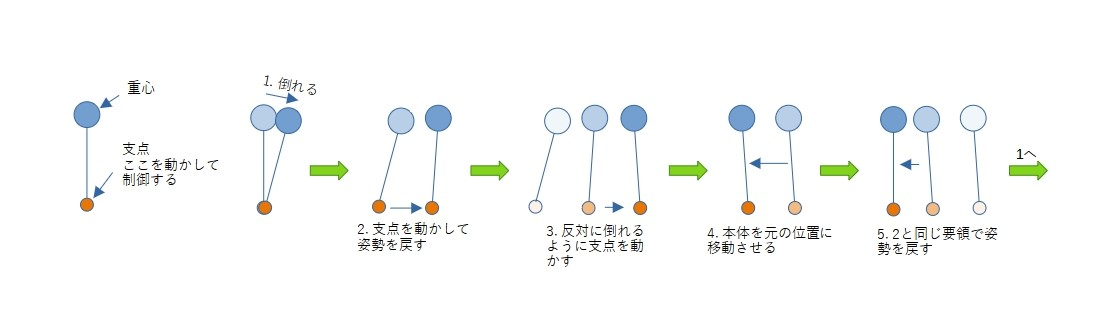 重心
支点
ここを動かして
制御する
1. 倒れる
2. 支点を動かして
姿勢を戻す
3. 反対に倒れる
ように支点を動
かす
4. 本体を元の位置に
移動させる
5. 2と同じ要領で姿
勢を戻す
1へ